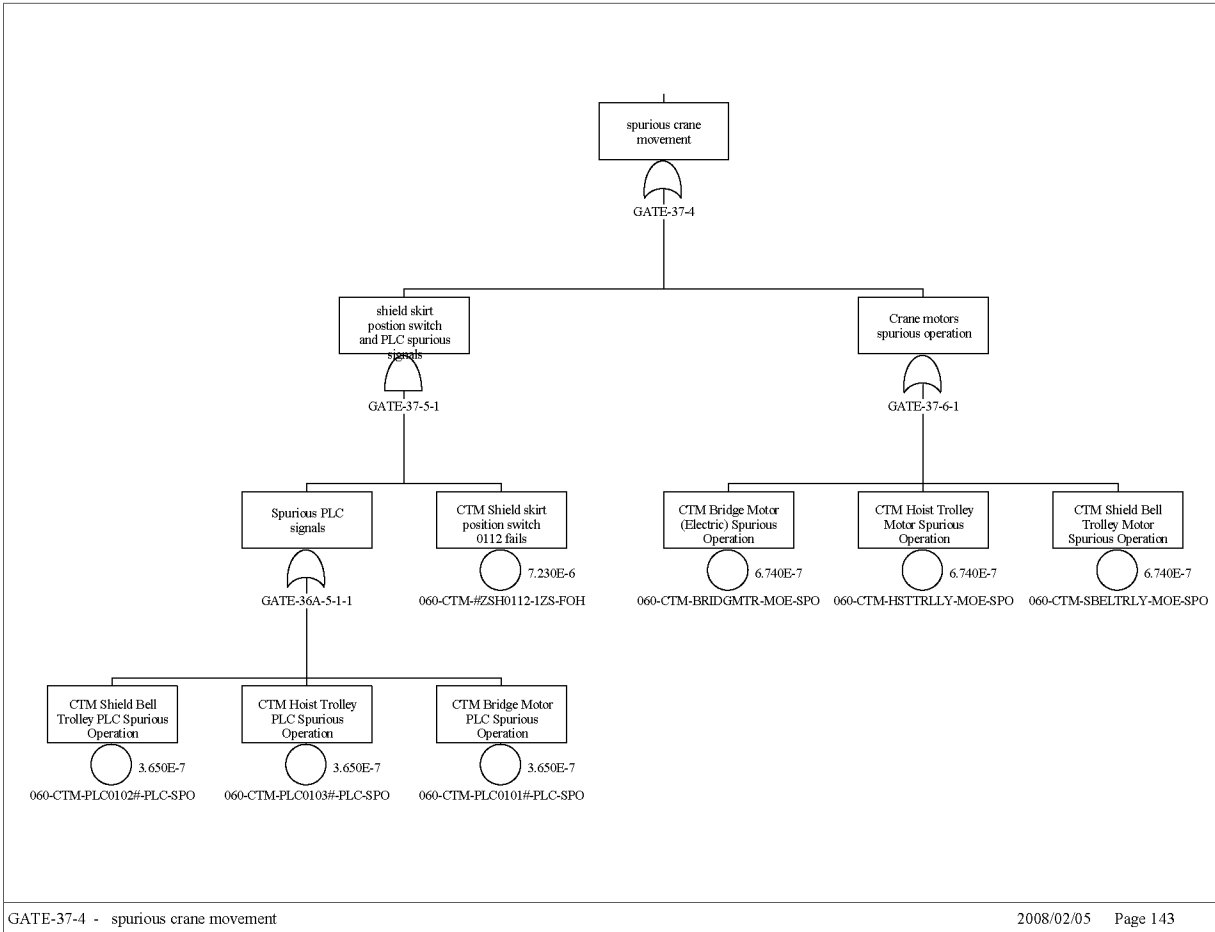 spurious crane
movement
GATE-37-4
shield skirt
postion switch
and PLC spurious
signals
GATE-37-5-1
Crane motors
spurious operation
GATE-37-6-1
Spurious PLC
signals
GATE-36A-5-1-1
CTM Shield skirt
position switch
0112 fails
7.230E-6
060-CTM-#ZSH0112-1ZS-FOH
CTM Bridge Motor
(Electric) Spurious
Operation
6.740E-7
060-CTM-BRIDGMTR-MOE-SPO
CTM Hoist Trolley
Motor Spurious
Operation
6.740E-7
060-CTM-HSTTRLLY-MOE-SPO
CTM Shield Bell
Trolley Motor
Spurious Operation
6.740E-7
060-CTM-SBELTRLY-MOE-SPO
CTM Shield Bell
Trolley PLC Spurious
Operation
3.650E-7
060-CTM-PLC0102#-PLC-SPO
CTM Hoist Trolley
PLC Spurious
Operation
3.650E-7
060-CTM-PLC0103#-PLC-SPO
CTM Bridge Motor
PLC Spurious
Operation
3.650E-7
060-CTM-PLC0101#-PLC-SPO
GATE-37-4 - spurious crane movement
2008/02/05 Page 143